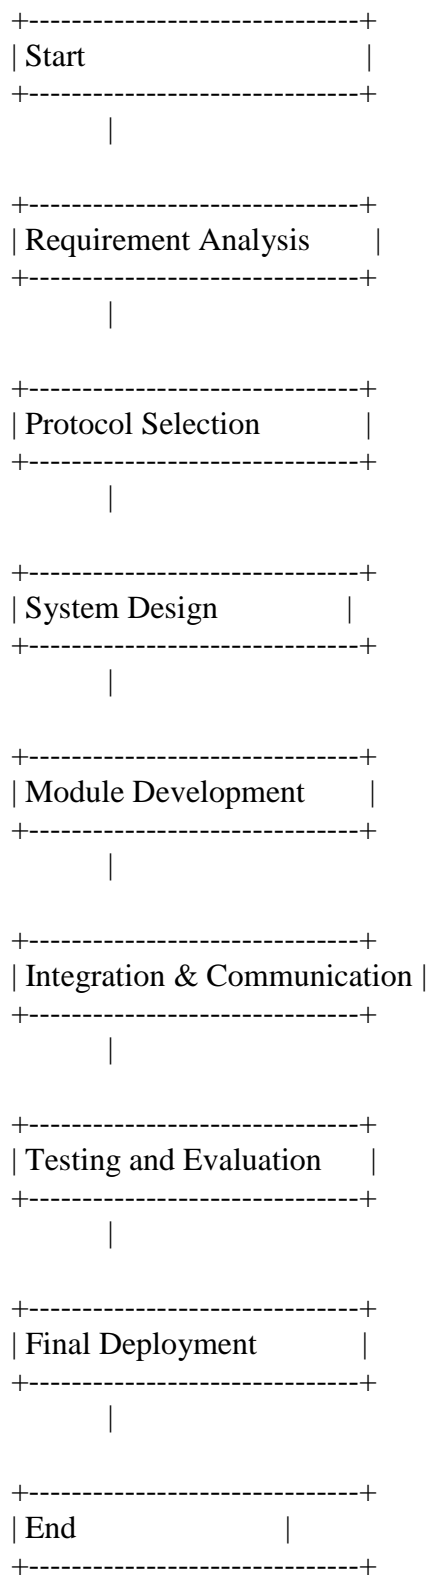 +-------------------------------+
| Start                                  |
+-------------------------------+
            |
+-------------------------------+
| Requirement Analysis        |
+-------------------------------+
            |
+-------------------------------+
| Protocol Selection             |
+-------------------------------+
            |
+-------------------------------+
| System Design                |
+-------------------------------+
            |
+-------------------------------+
| Module Development        |
+-------------------------------+
            |
+-------------------------------+
| Integration & Communication |
+-------------------------------+
            |
+-------------------------------+
| Testing and Evaluation      |
+-------------------------------+
            |
+-------------------------------+
| Final Deployment             |
+-------------------------------+
            |
+-------------------------------+
| End                          |
+-------------------------------+